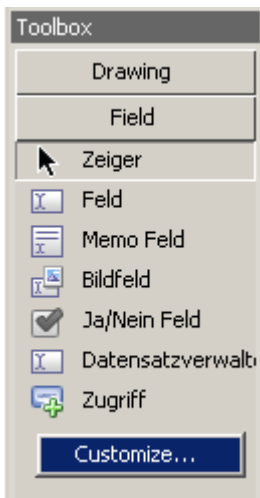 Toolbox
Drawing
Field
Zeiger
Feld
Memo Feld
Bildfeld
Ja/Nein Feld
Datensatzverwalt
Zugriff
Customize...